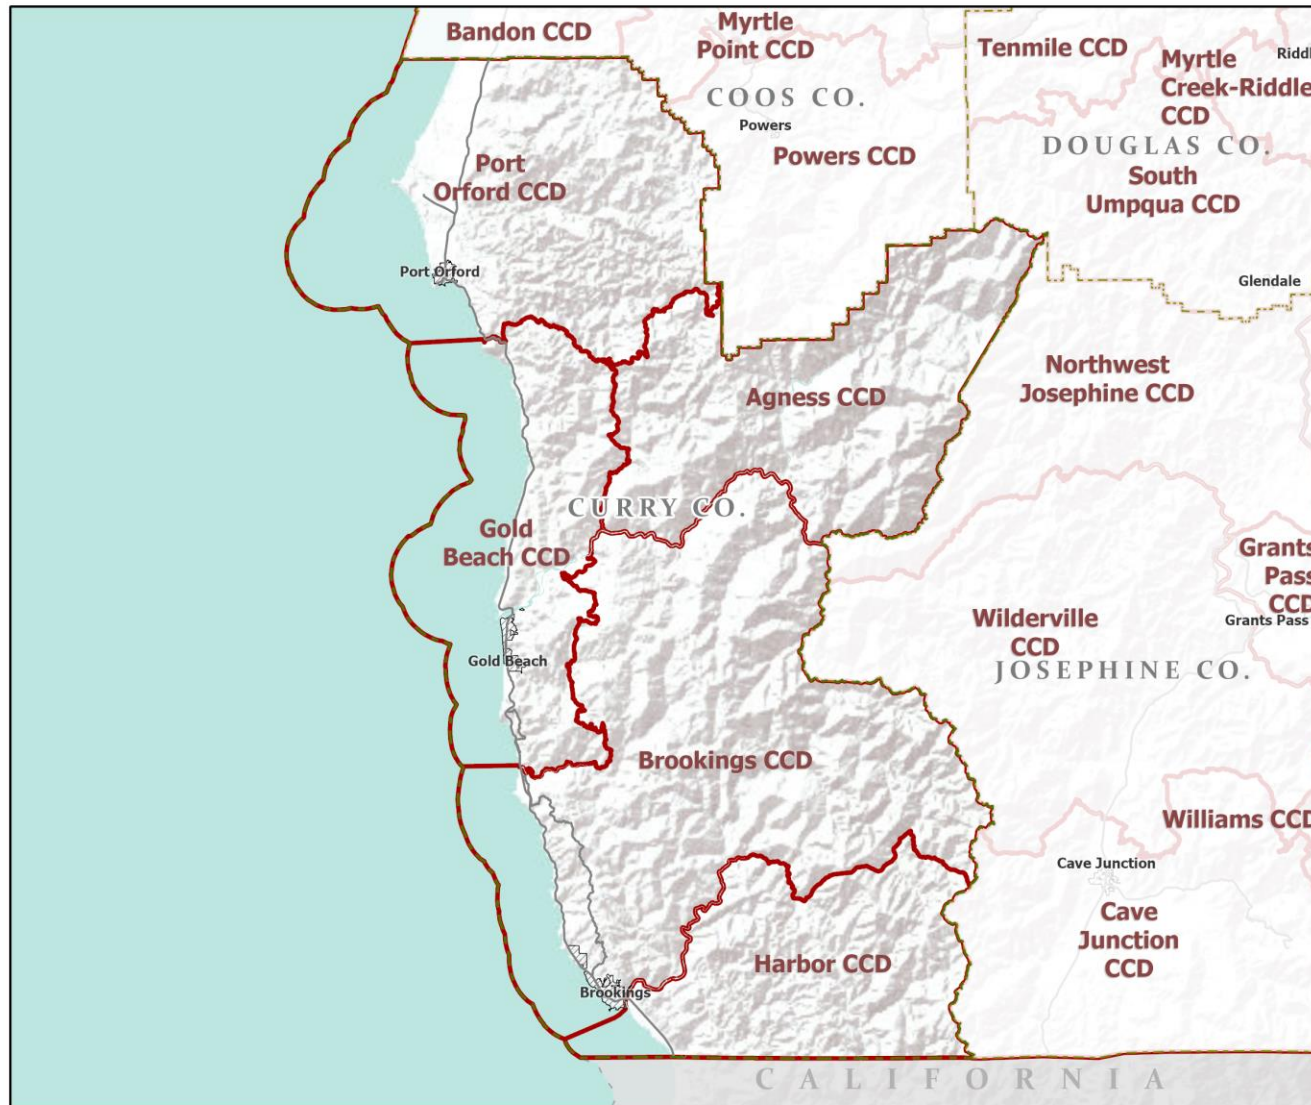 Bandon CCD
Myrtle
Point CCD
Tenmile CCD
Myrtle
Creek-Riddle
CCD
Riddl
COOS CO.
Powers
Powers CCD
DOUGLAS CO.
South
Umpqua CCD
Port
Orford CCD
Port Orford
Glendale
Northwest
Josephine CCD
Agness CCD
CURRY CO.
Gold
Beach CCD
Grants
Pass
CCD
Grants Pass
Wilderville
CCD
JOSEPHINE CO.
Gold Beach
Brookings CCD
Williams CCD
Cave Junction
Cave
Junction
CCD
Harbor CCD
Brookings
CALIFORNIA